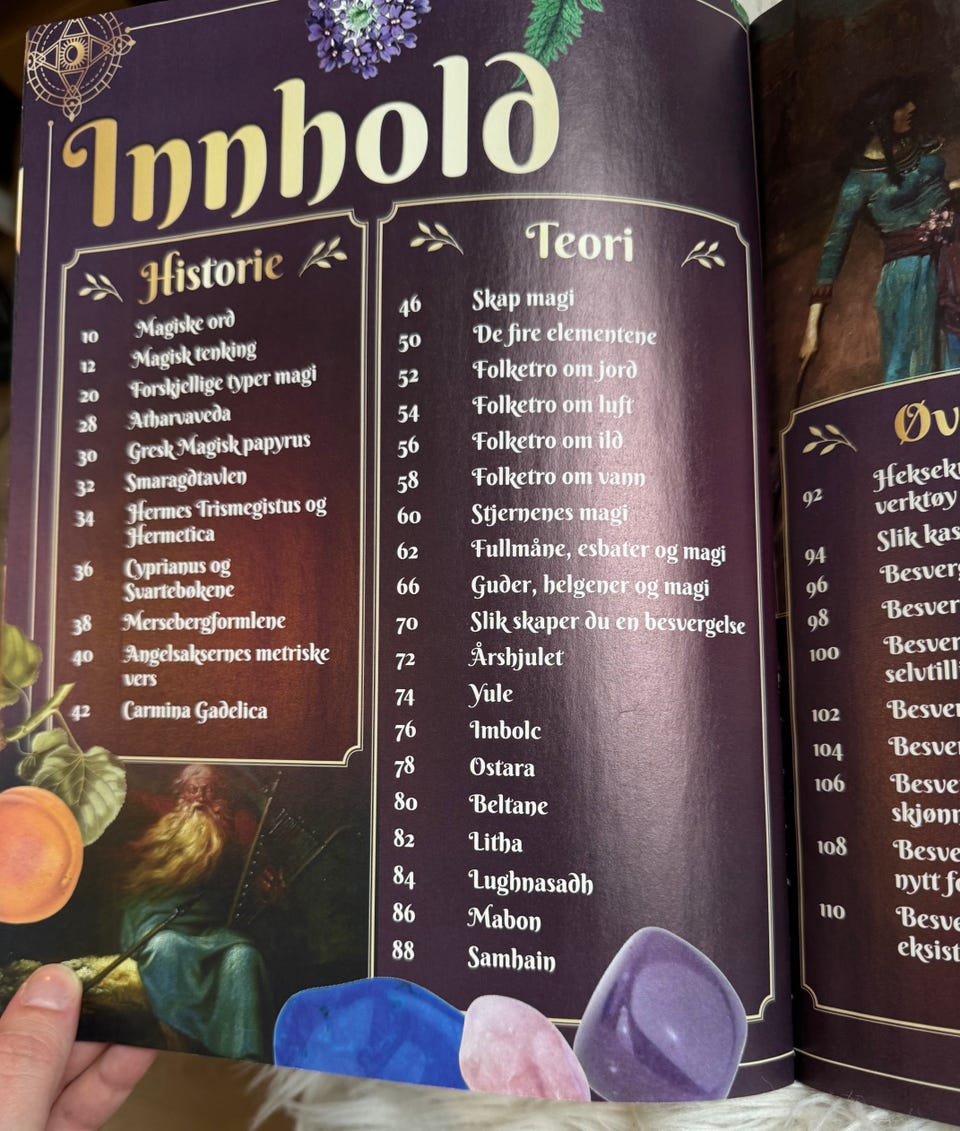 Innhold
Historie
10 Magiske ord
12 Magisk tenking
20 Forskjellige typer magi
28 Atharvaveda
30 Gresk Magisk papyrus
32 Smaragdtavlen
34 Hermes Trismegistus og
Hermetica
36 Cyprianus og
Svartebøkene
38 Mersebergformlene
40 Angelsaksernes metriske
vers
42 Carmina Gadelica
Teori
46 Skap magi
50 De fire elementene
52 Folketro om jord
54 Folketro om luft
56 Folketro om ild
58 Folketro om vann
60 Stjernenes magi
62 Fullmåne, esbater og magi
66 Guder, helgener og magi
70 Slik skaper du en besvergelse
72 Årshjulet
74 Yule
76 Imbolc
78 Ostara
80 Beltane
82 Litha
84 Lughnasadh
86 Mabon
88 Samhain
92
verktøy
94 Slik
96
98
100
102
104
106
108
nytt
110